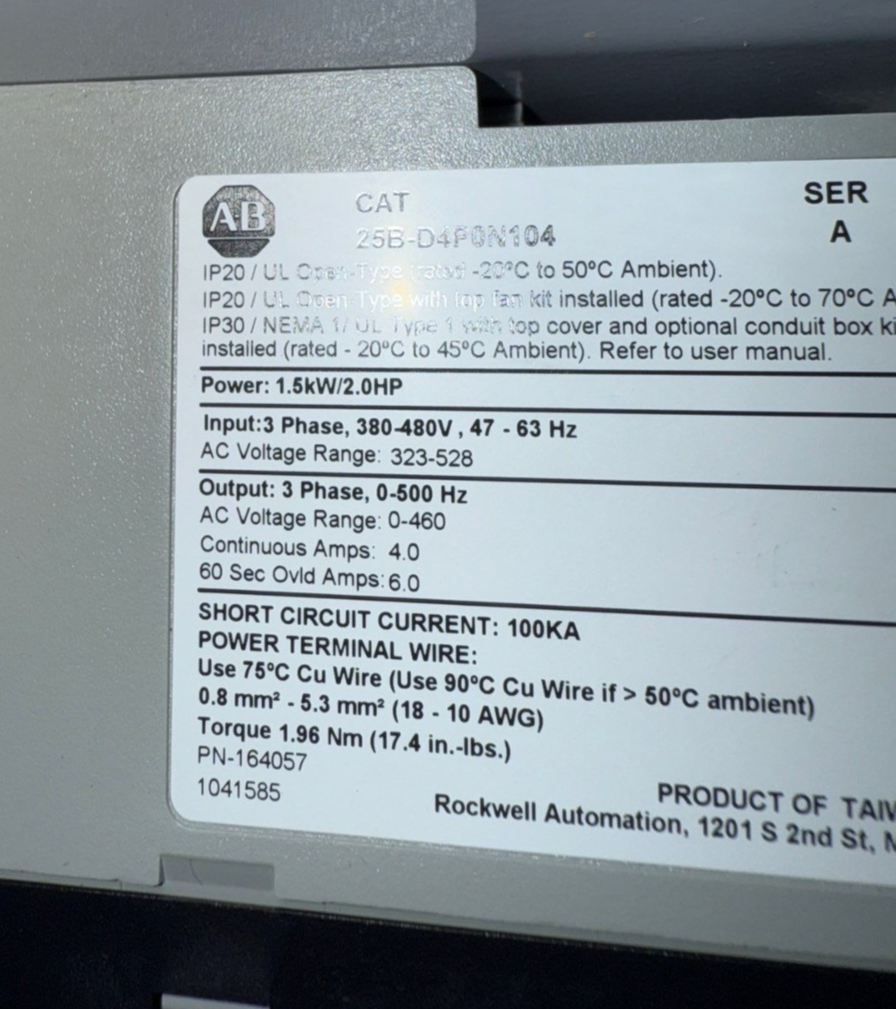 AB
CAT
25B-D4P0N104
SER
A
IP20 / UL Open-Type (rated -20°C to 50°C Ambient).
IP20 / UL Open Type with top fan kit installed (rated -20°C to 70°C A
IP30 / NEMA 1/ UL Type 1 with top cover and optional conduit box ki
installed (rated - 20°C to 45°C Ambient). Refer to user manual.
Power: 1.5kW/2.0HP
Input:3 Phase, 380-480V , 47 - 63 Hz
AC Voltage Range: 323-528
Output: 3 Phase, 0-500 Hz
AC Voltage Range: 0-460
Continuous Amps: 4.0
60 Sec Ovld Amps: 6.0
SHORT CIRCUIT CURRENT: 100KA
POWER TERMINAL WIRE:
Use 75°C Cu Wire (Use 90°C Cu Wire if > 50°C ambient)
0.8 mm² - 5.3 mm² (18 - 10 AWG)
Torque 1.96 Nm (17.4 in.-lbs.)
PN-164057
1041585
PRODUCT OF TAIW
Rockwell Automation, 1201 S 2nd St, M